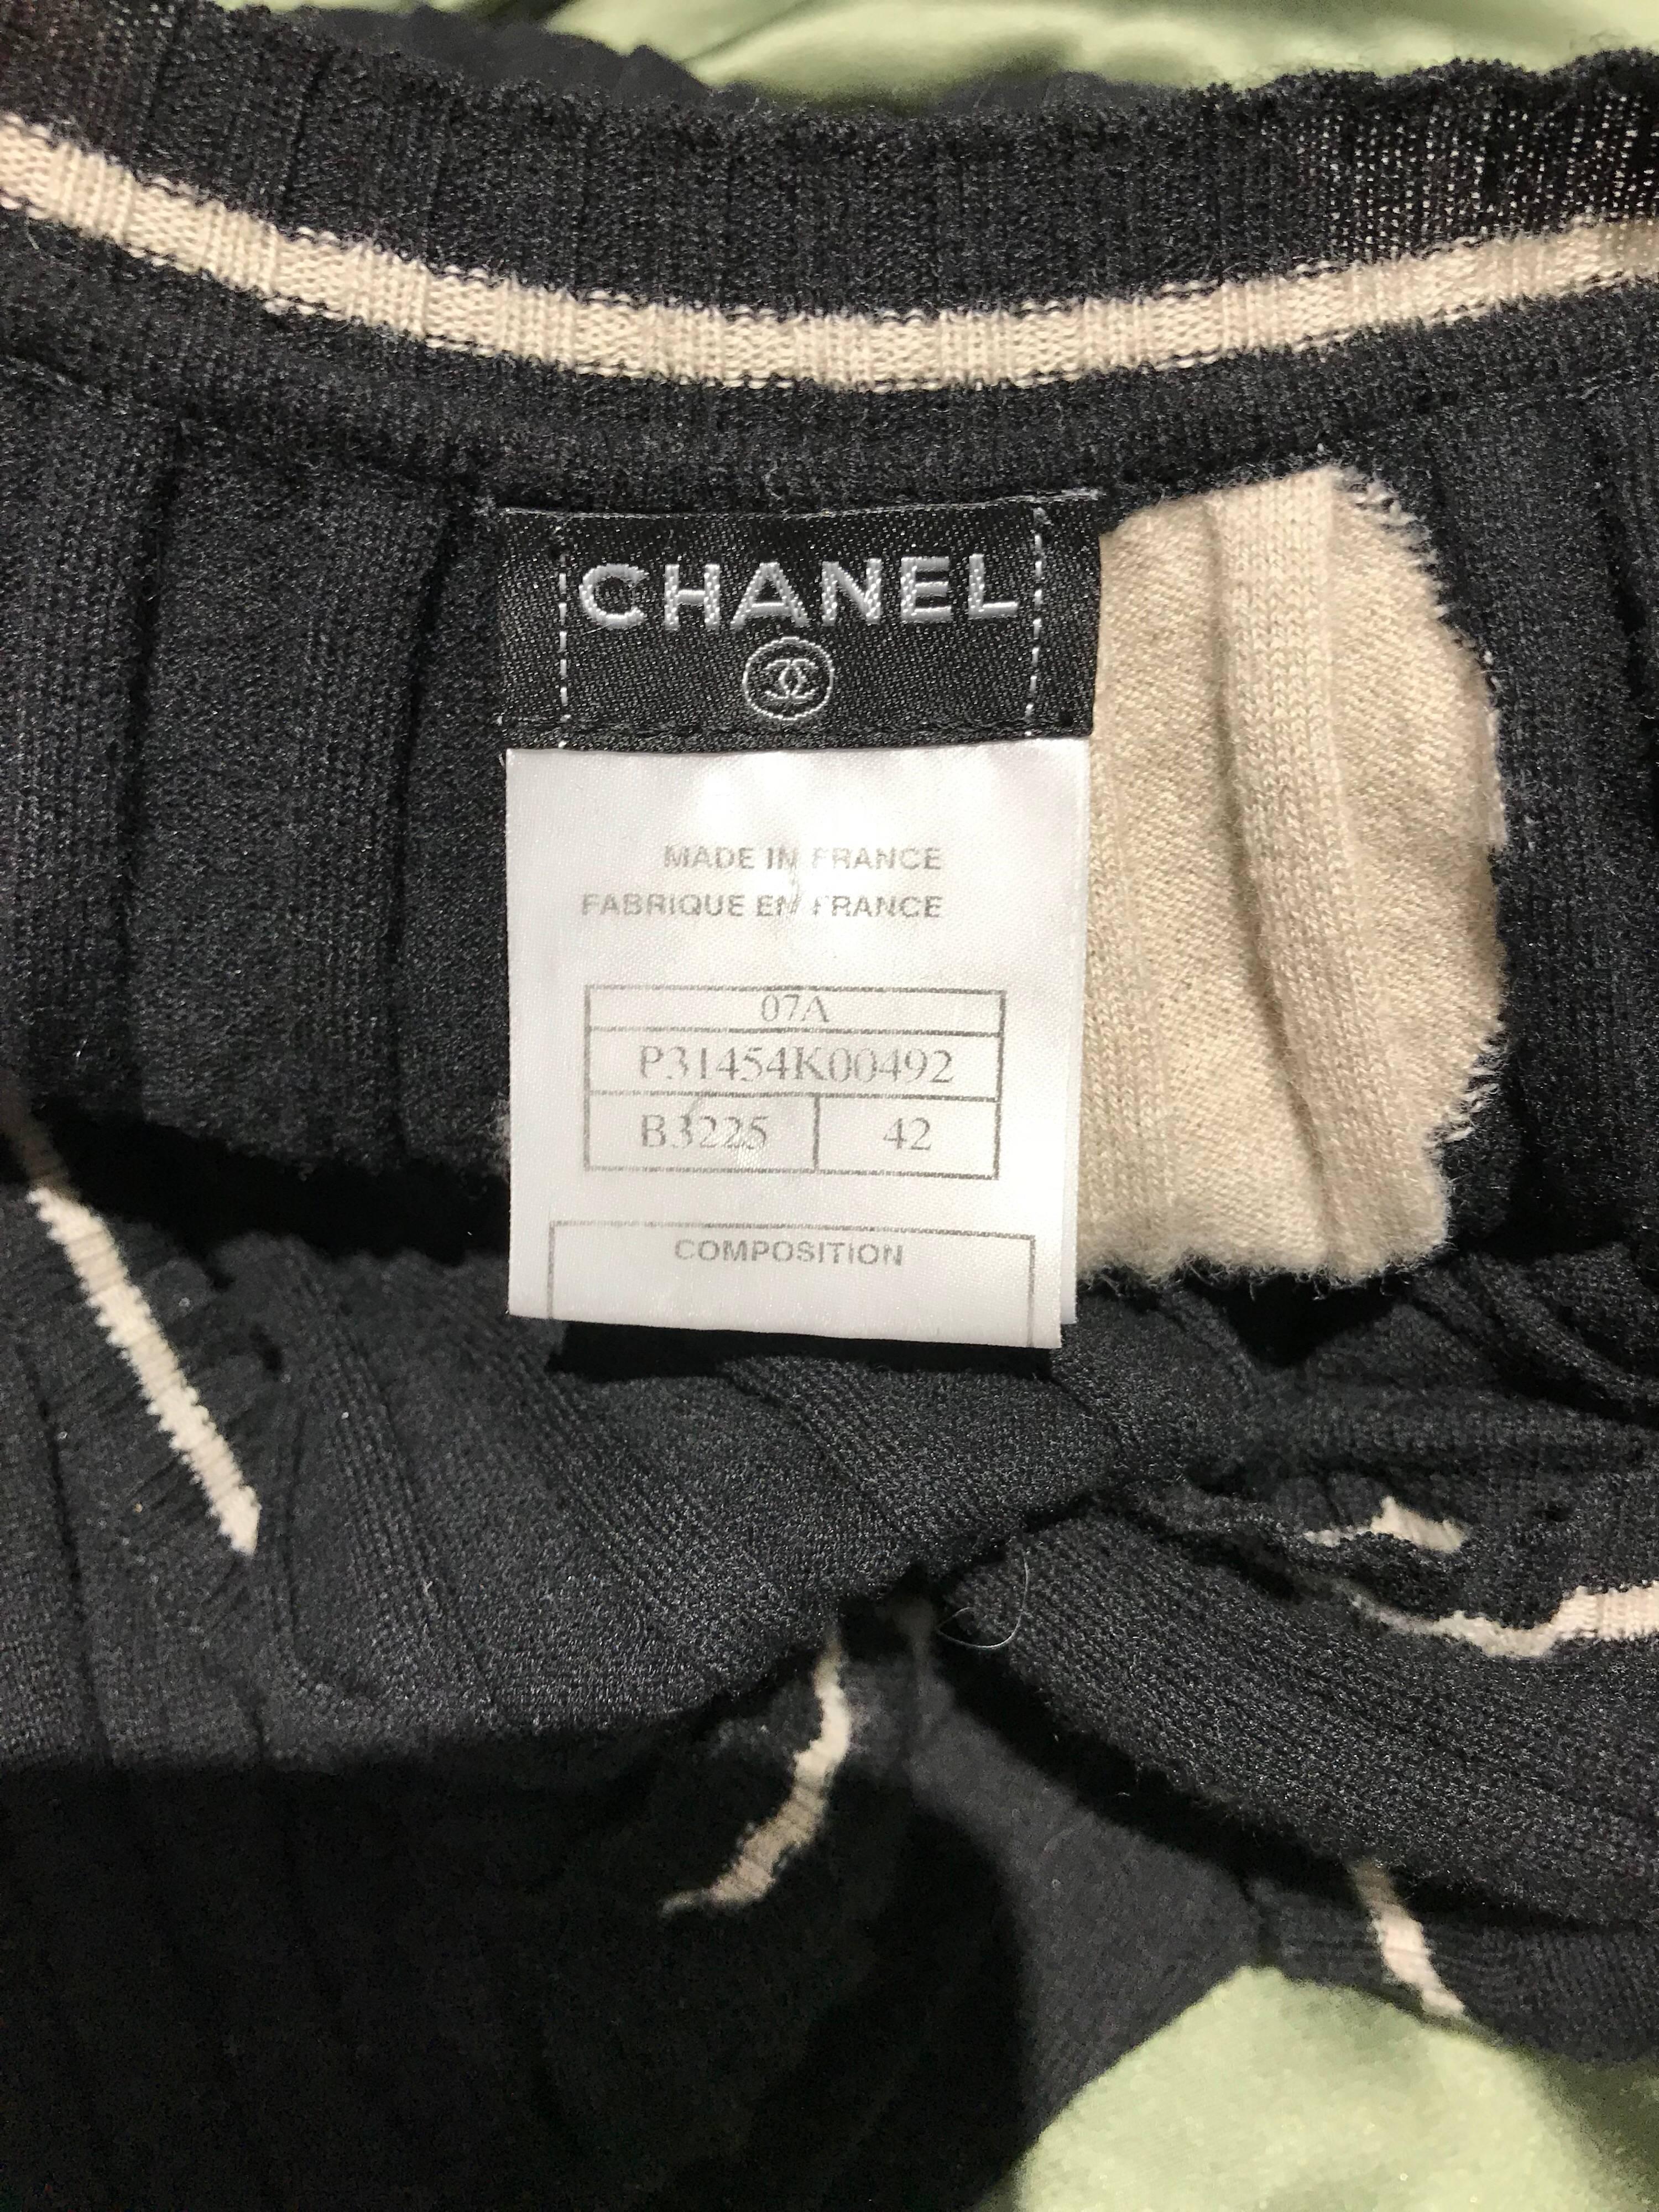 CHANEL
MADE IN FRANCE
FABRIQUE EN FRANCE
07A
P31454K00492
B3225 42
COMPOSITION